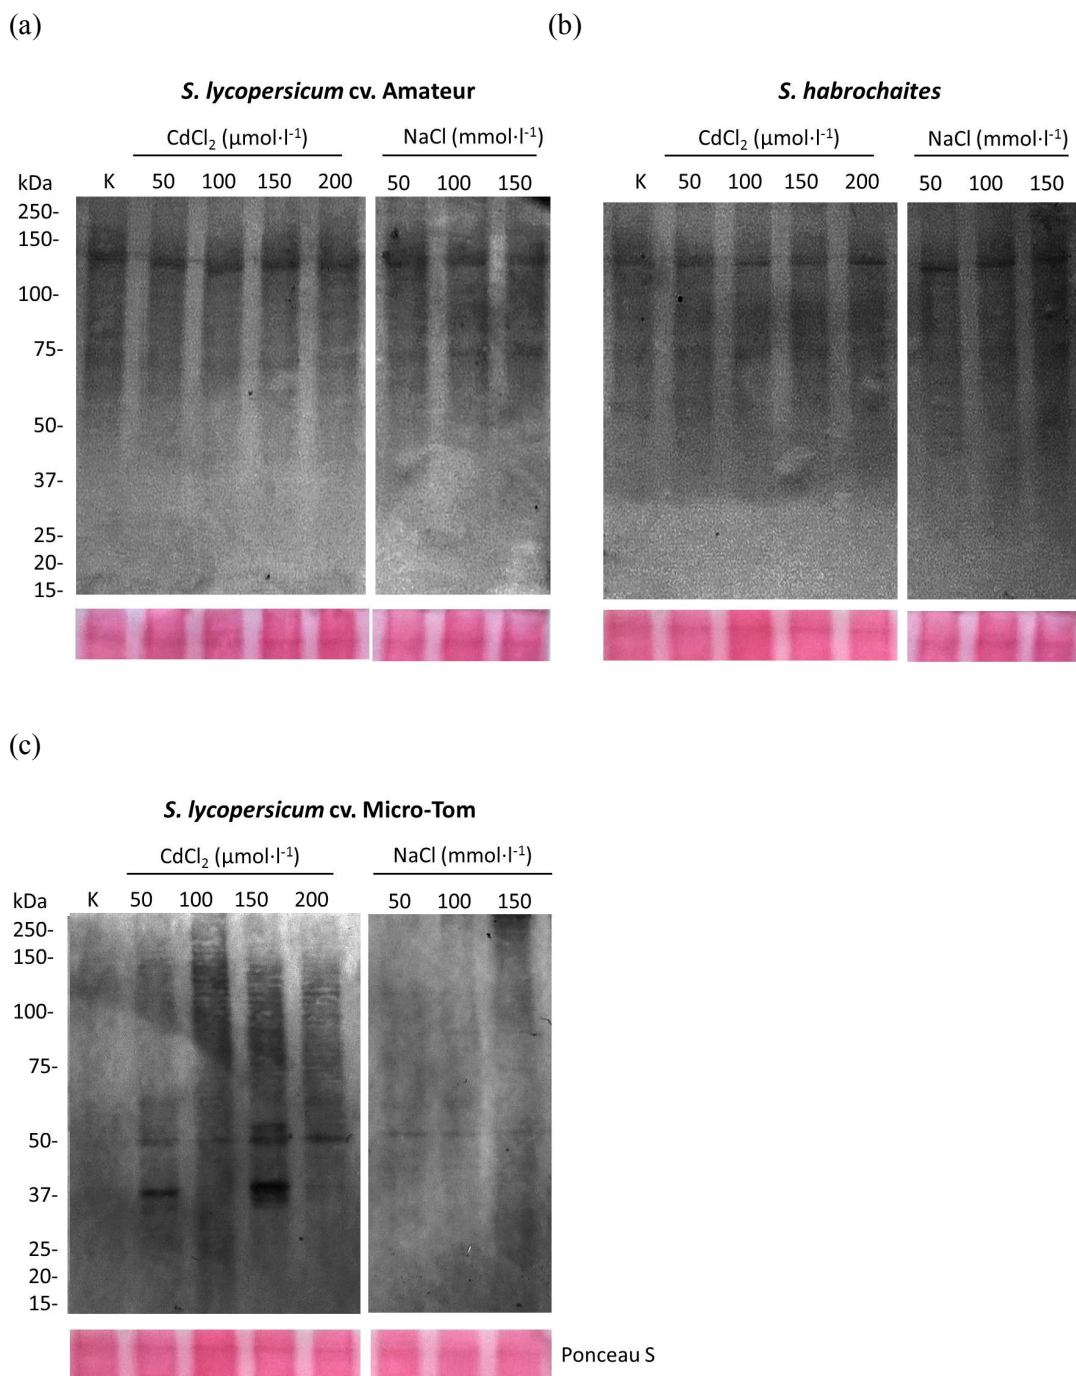 (a)
S. lycopersicum cv. Amateur
CdCl₂ (µmol·l⁻¹) NaCl (mmol·l⁻¹)
kDa K 50 100 150 200 50 100 150
250-
150-
100-
75-
50-
37-
25-
20-
15-
(b)
S. habrochaites
CdCl₂ (µmol·l⁻¹) NaCl (mmol·l⁻¹)
K 50 100 150 200 50 100 150
(c)
S. lycopersicum cv. Micro-Tom
CdCl₂ (µmol·l⁻¹) NaCl (mmol·l⁻¹)
kDa K 50 100 150 200 50 100 150
250-
150-
100-
75-
50-
37-
25-
20-
15-
Ponceau S